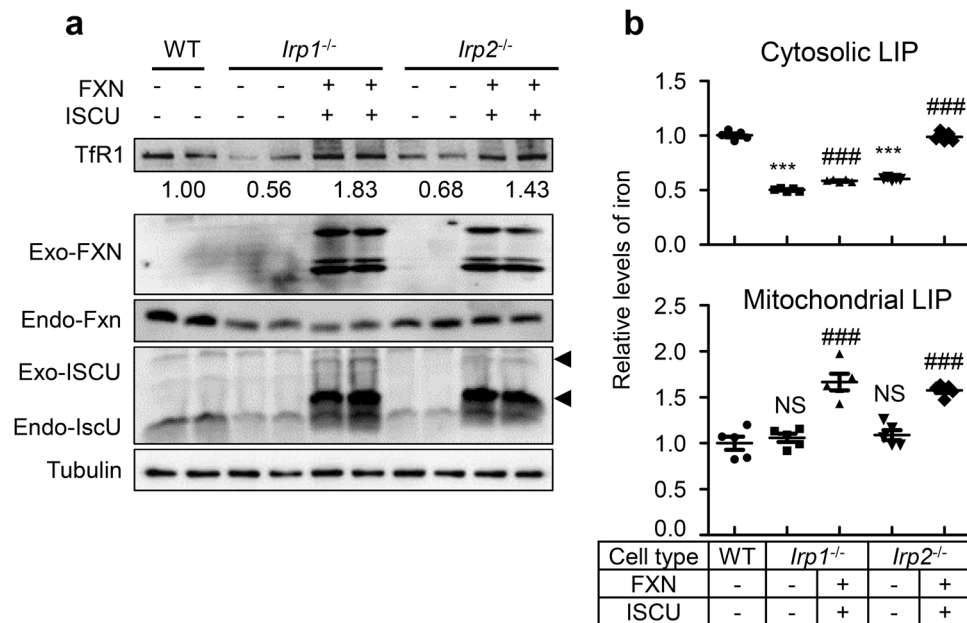 a
WT Irp1-/- Irp2-/-
- - - - + + - - + + FXN
- - - - + + - - + + ISCU
TfR1
1.00 0.56 1.83 0.68 1.43
Exo-FXN
Endo-Fxn
Exo-ISCU
Endo-IscU
Tubulin
b
Relative levels of iron
Cytosolic LIP
1.5
1.0
0.5
0.0
*** ### *** ###
Mitochondrial LIP
2.0
1.5
1.0
0.5
0.0
NS ### NS ###
Cell type WT Irp1-/- Irp2-/-
FXN - - + - +
ISCU - - + - +